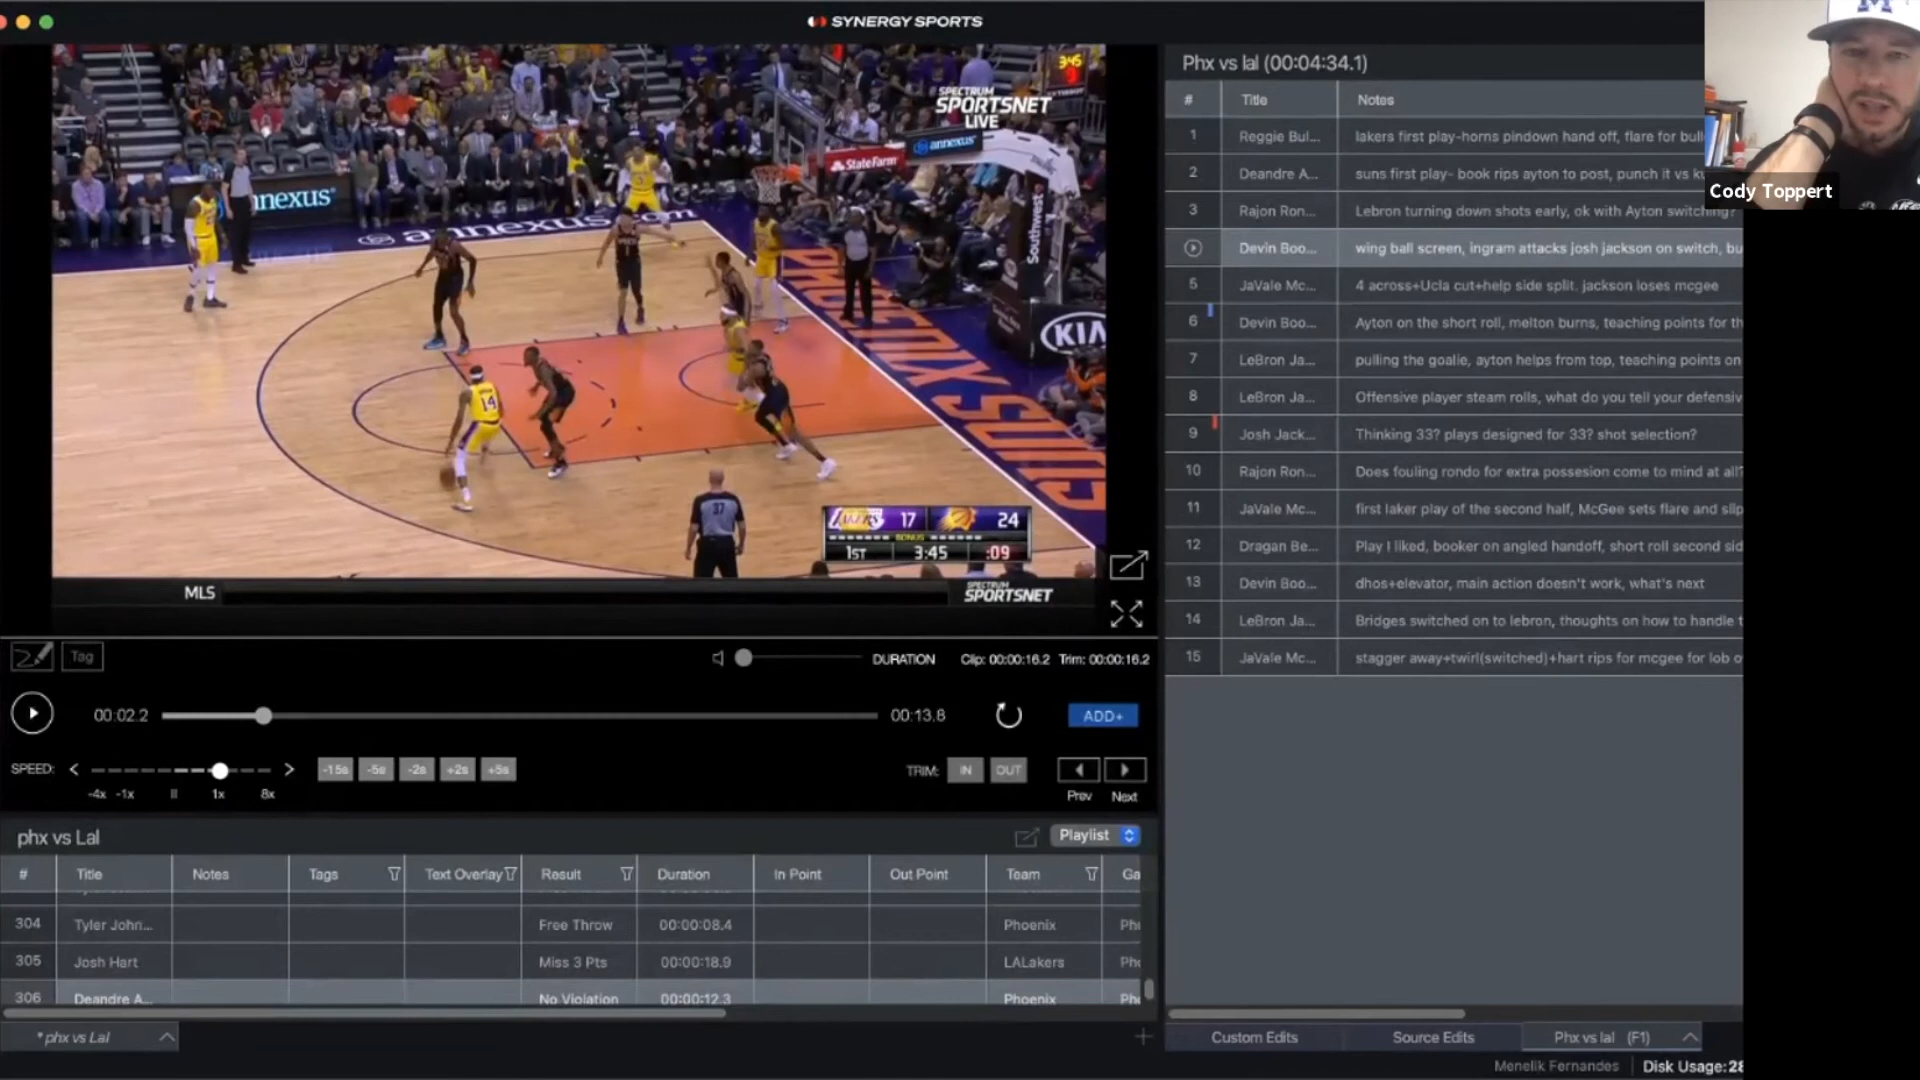 SYNERGY SPORTS
3:45
SPECTRUM
SPORTSNET
LIVE
annexus
StateFarm
annexus
annexus.com
Southwest
KIA
PHOENIX SUNS
14
37
LAKERS 17 24
BONUS
1ST 3:45 :09
MLS
SPECTRUM
SPORTSNET
Tag
DURATION Clip: 00:00:16.2 Trim: 00:00:16.2
00:02.2 00:13.8 ADD+
SPEED: -15s -5s -2s +2s +5s TRIM: IN OUT
-4x -1x II 1x 8x Prev Next
phx vs Lal Playlist
# Title Notes Tags Text Overlay Result Duration In Point Out Point Team Ga
304 Tyler John... Free Throw 00:00:08.4 Phoenix Pho
305 Josh Hart Miss 3 Pts 00:00:18.9 LALakers Pho
306 Deandre A... No Violation 00:00:12.3 Phoenix Pho
* phx vs Lal
Phx vs lal (00:04:34.1)
# Title Notes
1 Reggie Bul... lakers first play-horns pindown hand off, flare for bull
2 Deandre A... suns first play- book rips ayton to post, punch it vs ku
3 Rajon Ron... Lebron turning down shots early, ok with Ayton switching?
Devin Boo... wing ball screen, ingram attacks josh jackson on switch, bu
5 JaVale Mc... 4 across+Ucla cut+help side split. jackson loses mcgee
6 Devin Boo... Ayton on the short roll, melton burns, teaching points for th
7 LeBron Ja... pulling the goalie, ayton helps from top, teaching points on
8 LeBron Ja... Offensive player steam rolls, what do you tell your defensiv
9 Josh Jack... Thinking 33? plays designed for 33? shot selection?
10 Rajon Ron... Does fouling rondo for extra possesion come to mind at all?
11 JaVale Mc... first laker play of the second half, McGee sets flare and slip
12 Dragan Be... Play I liked, booker on angled handoff, short roll second sid
13 Devin Boo... dhos+elevator, main action doesn't work, what's next
14 LeBron Ja... Bridges switched on to lebron, thoughts on how to handle t
15 JaVale Mc... stagger away+twirl(switched)+hart rips for mcgee for lob o
Custom Edits Source Edits Phx vs lal (F1)
Menelik Fernandes Disk Usage:28
M
Cody Toppert